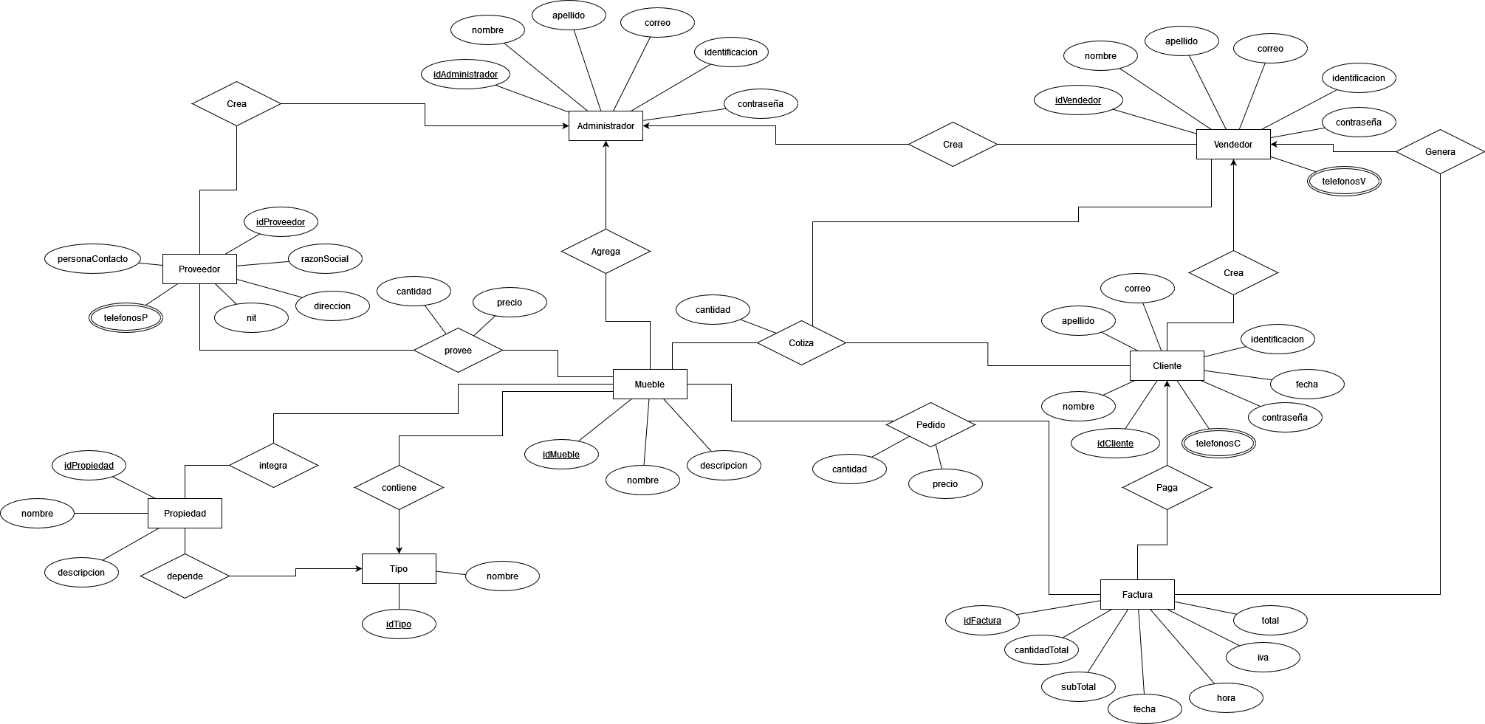 apellido
correo
nombre
identificacion
idAdministrador
contraseña
Administrador
Crea
apellido
correo
nombre
identificacion
idVendedor
contraseña
Vendedor
telefonosV
Crea
Genera
idProveedor
personaContacto
razonSocial
Proveedor
telefonosP
nit
direccion
Agrega
cantidad
precio
provee
cantidad
Cotiza
Crea
correo
apellido
identificacion
Cliente
fecha
nombre
contraseña
idCliente
telefonosC
Mueble
idMueble
nombre
descripcion
Pedido
cantidad
precio
Paga
integra
contiene
idPropiedad
nombre
Propiedad
descripcion
depende
Tipo
nombre
idTipo
Factura
idFactura
total
cantidadTotal
iva
subTotal
hora
fecha